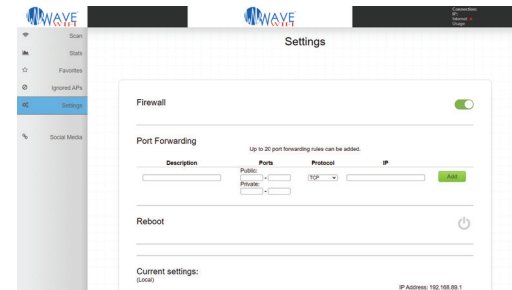 WAVE
WIFI
WAVE
WIFI
Connection:
IP:
Internet
Usage
Scan
Stats
Favorites
Ignored APs
Settings
Social Media
Settings
Firewall
Port Forwarding
Up to 20 port forwarding rules can be added.
Description Ports Protocol IP
Public:
- TCP Add
Private:
-
Reboot
Current settings:
(Local)
IP Address: 192.168.89.1